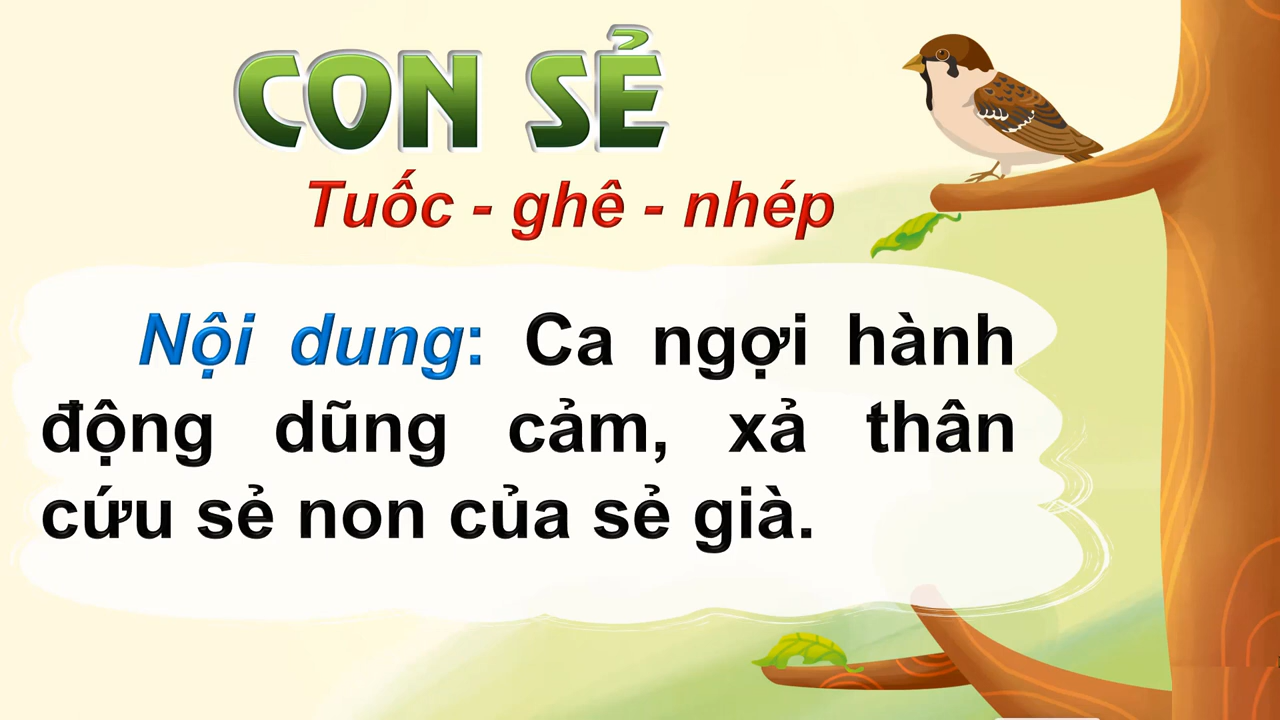 CON SẺ
Tuốc - ghê - nhép
Nội dung: Ca ngợi hành
động dũng cảm, xả thân
cứu sẻ non của sẻ già.